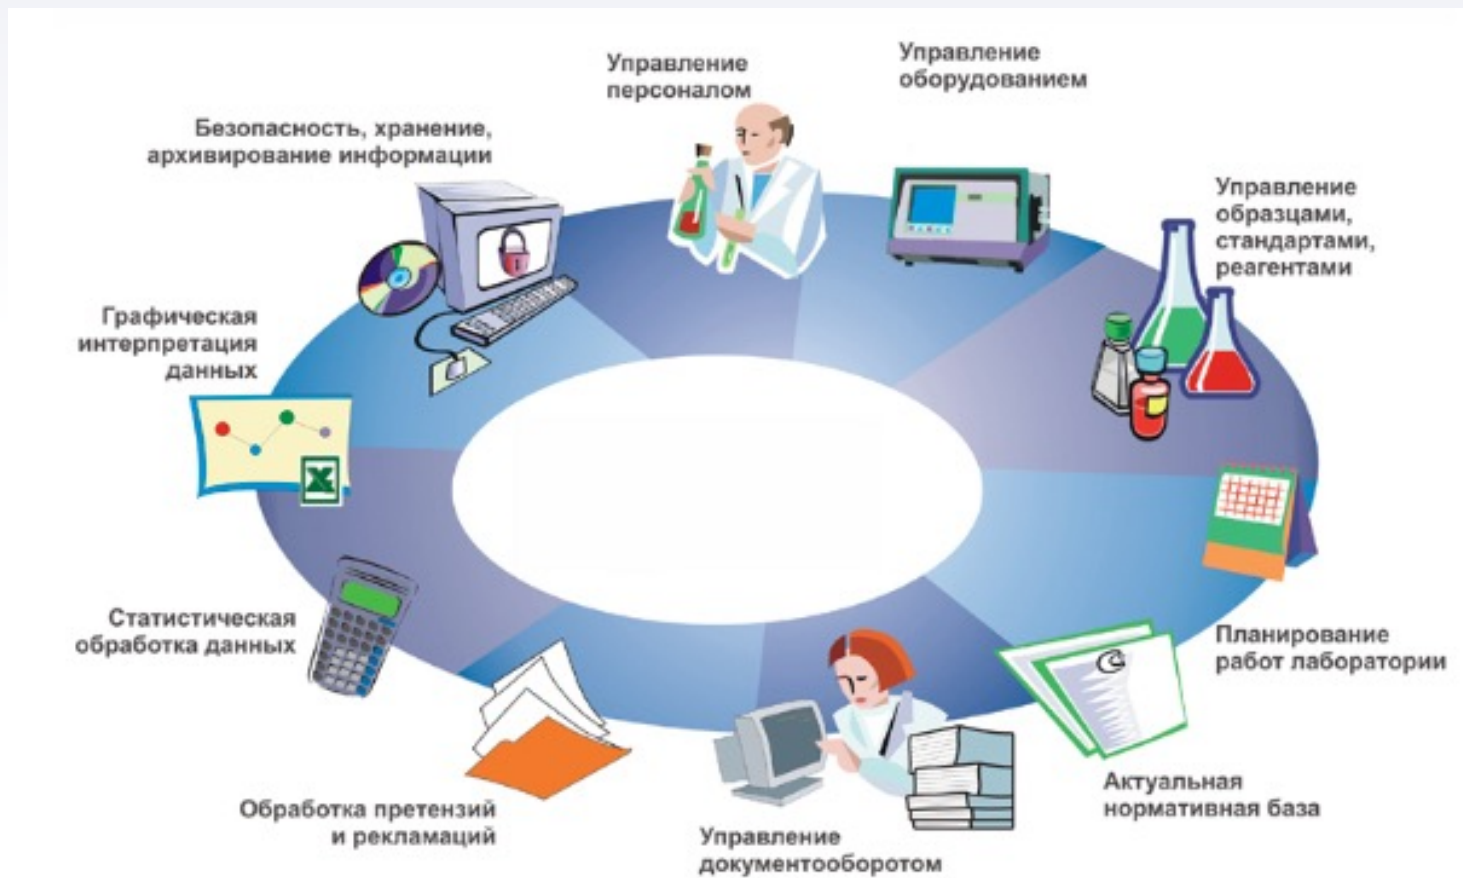 Управление
персоналом
Управление
оборудованием
Безопасность, хранение,
архивирование информации
Управление
образцами,
стандартами,
реагентами
Графическая
интерпретация
данных
Статистическая
обработка данных
Планирование
работ лаборатории
Обработка претензий
и рекламаций
Управление
документооборотом
Актуальная
нормативная база